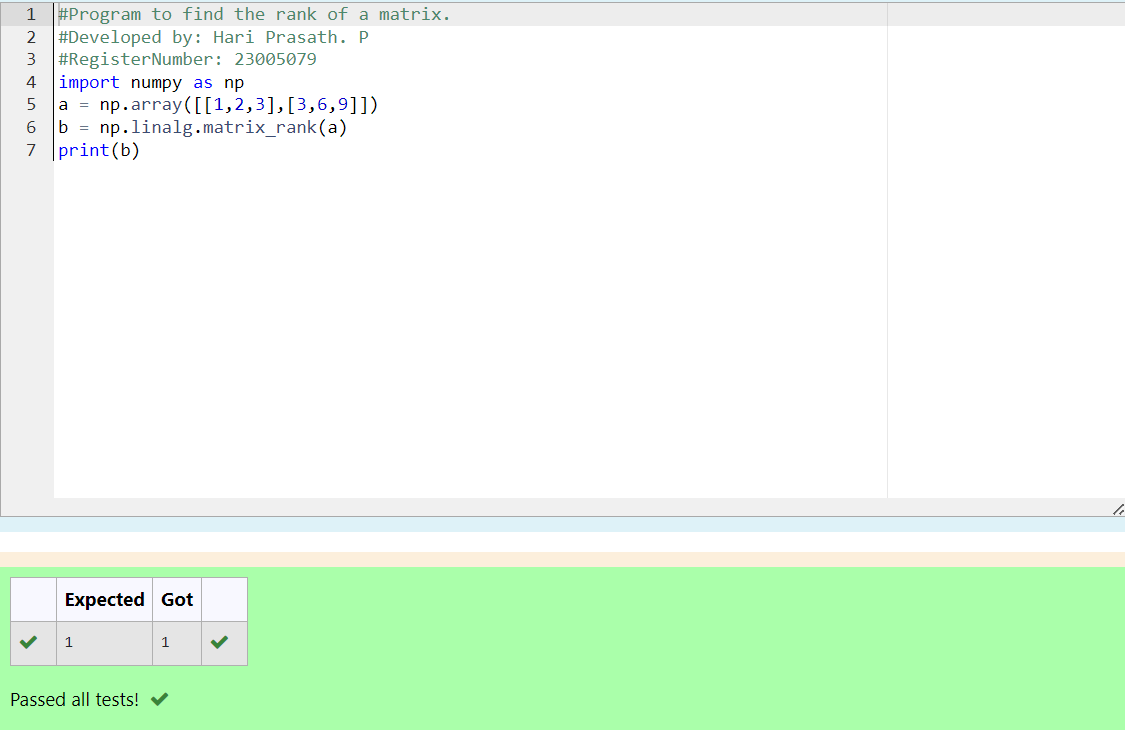 1 #Program to find the rank of a matrix.
2 #Developed by: Hari Prasath. P
3 #RegisterNumber: 23005079
4 import numpy as np
5 a = np.array([[1,2,3],[3,6,9]])
6 b = np.linalg.matrix_rank(a)
7 print(b)
Expected Got
1 1
Passed all tests!